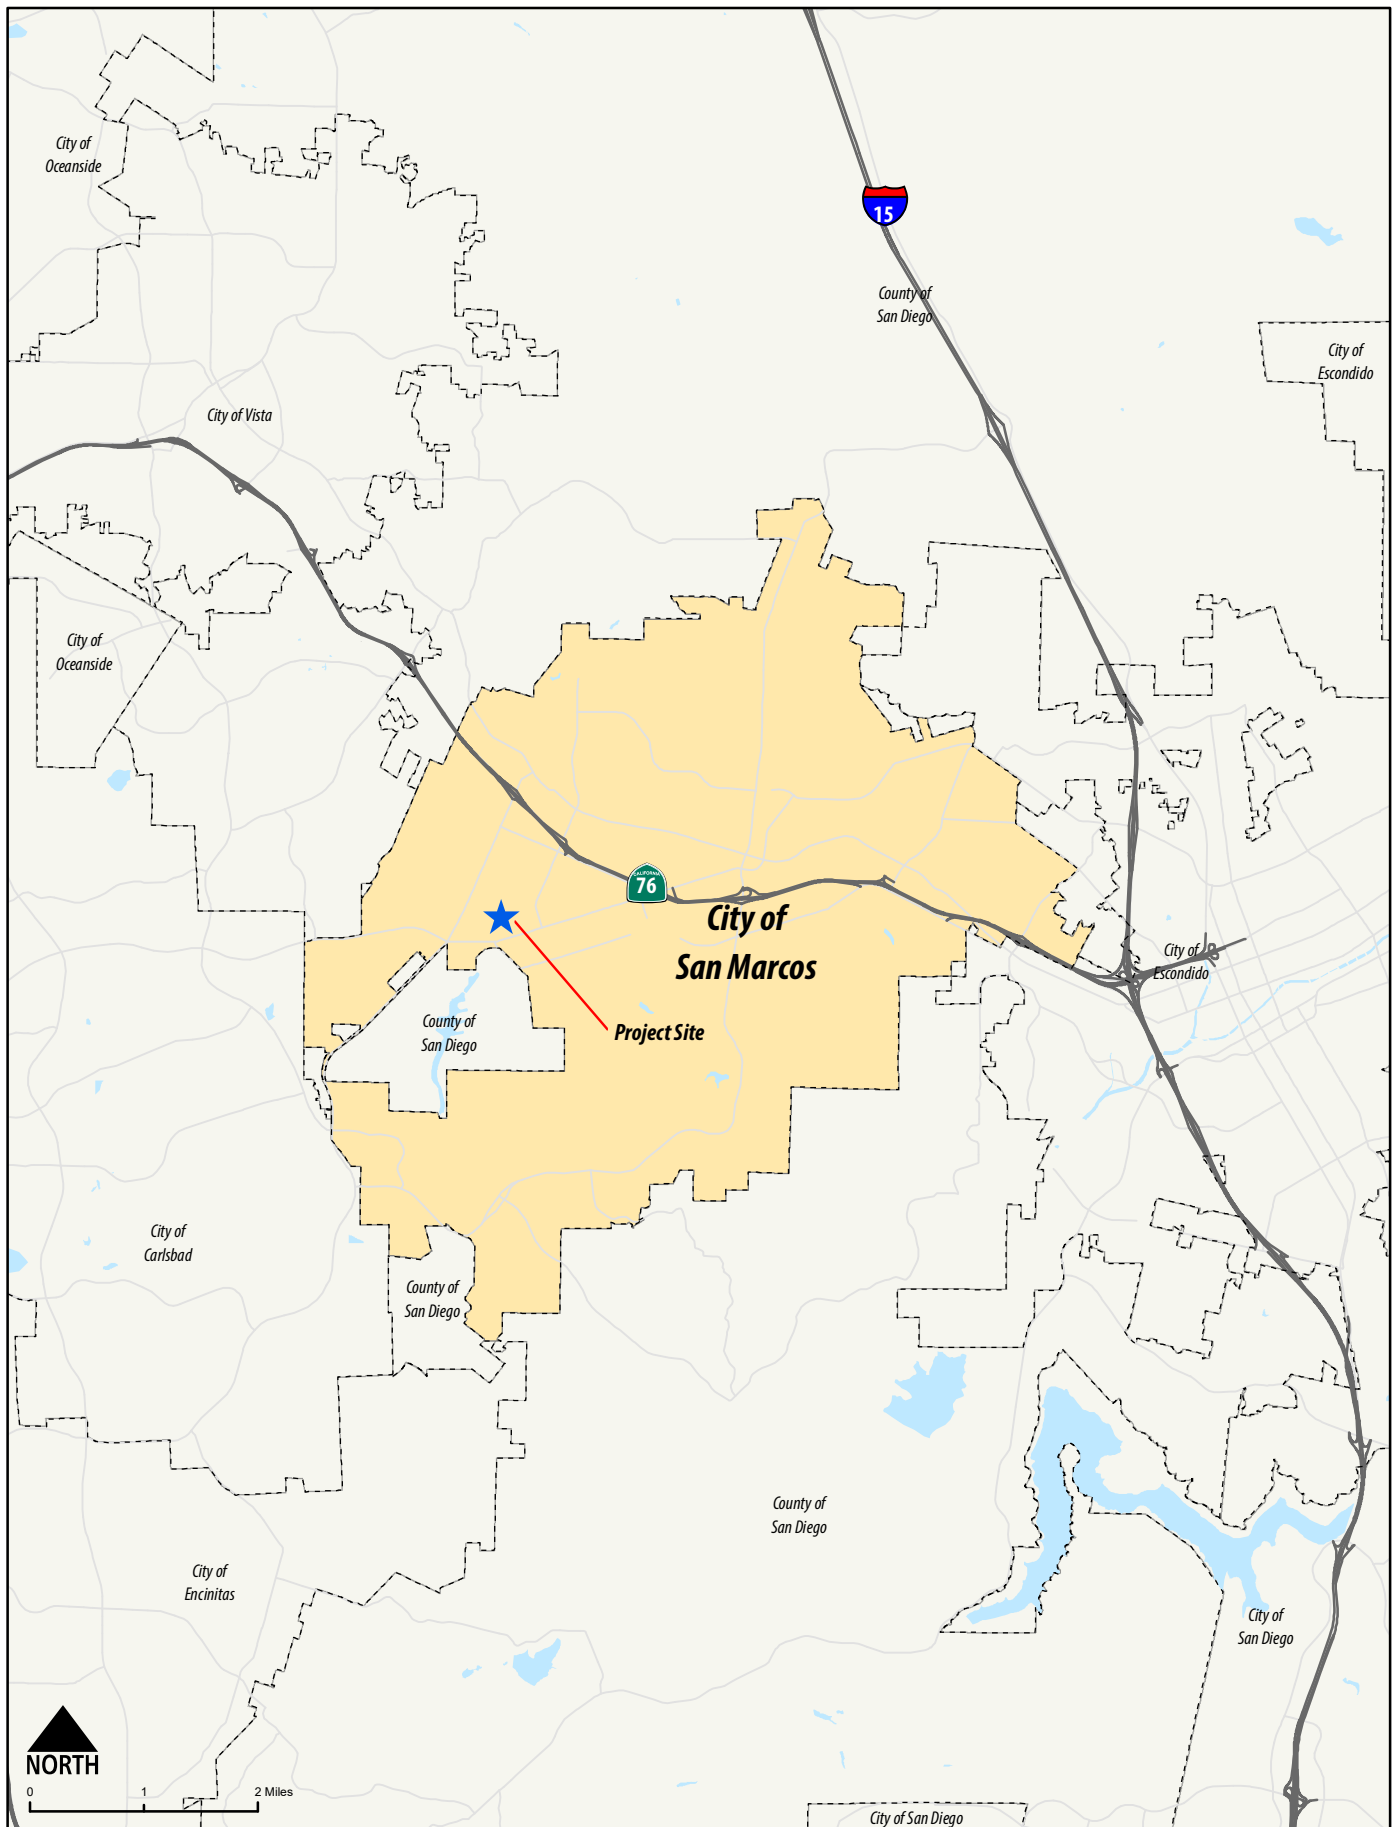 City of
Oceanside
15
County of
San Diego
City of
Escondido
City of Vista
City of
Oceanside
CALIFORNIA
76
City of
San Marcos
City of
Escondido
County of
San Diego
Project Site
City of
Carlsbad
County of
San Diego
County of
San Diego
City of
Encinitas
City of
San Diego
NORTH
0 1 2 Miles
City of San Diego